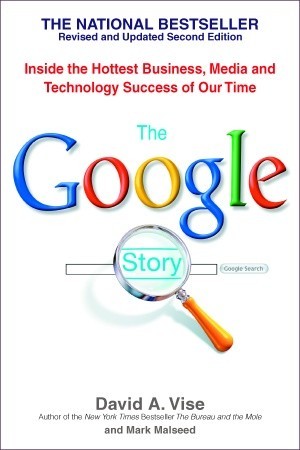 THE NATIONAL BESTSELLER
Revised and Updated Second Edition
Inside the Hottest Business, Media and
Technology Success of Our Time
The
Google
Story
Google Search
David A. Vise
Author of the New York Times Bestseller The Bureau and the Mole
and Mark Malseed